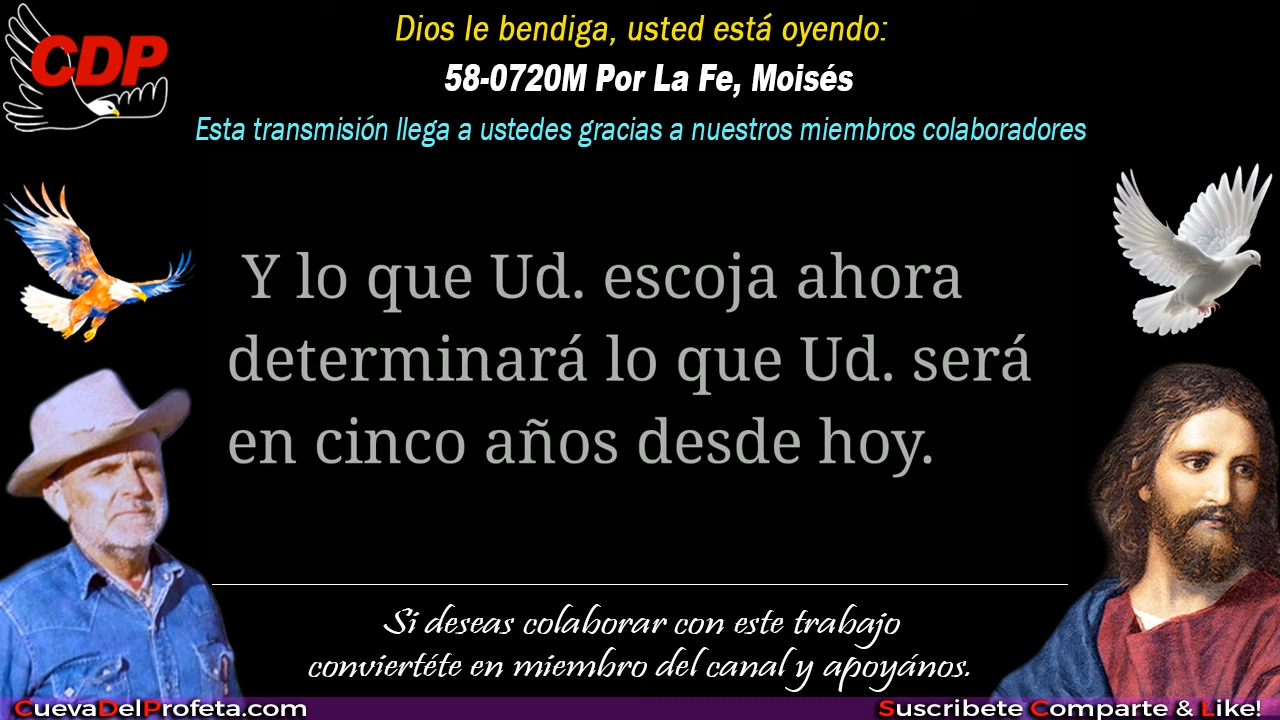 CDP
Dios le bendiga, usted está oyendo:
58-0720M Por La Fe, Moisés
Esta transmisión llega a ustedes gracias a nuestros miembros colaboradores
Y lo que Ud. escoja ahora
determinará lo que Ud. será
en cinco años desde hoy.
Si deseas colaborar con este trabajo
conviertéte en miembro del canal y apoyános.
CuevaDelProfeta.com
Suscribete Comparte & Like!